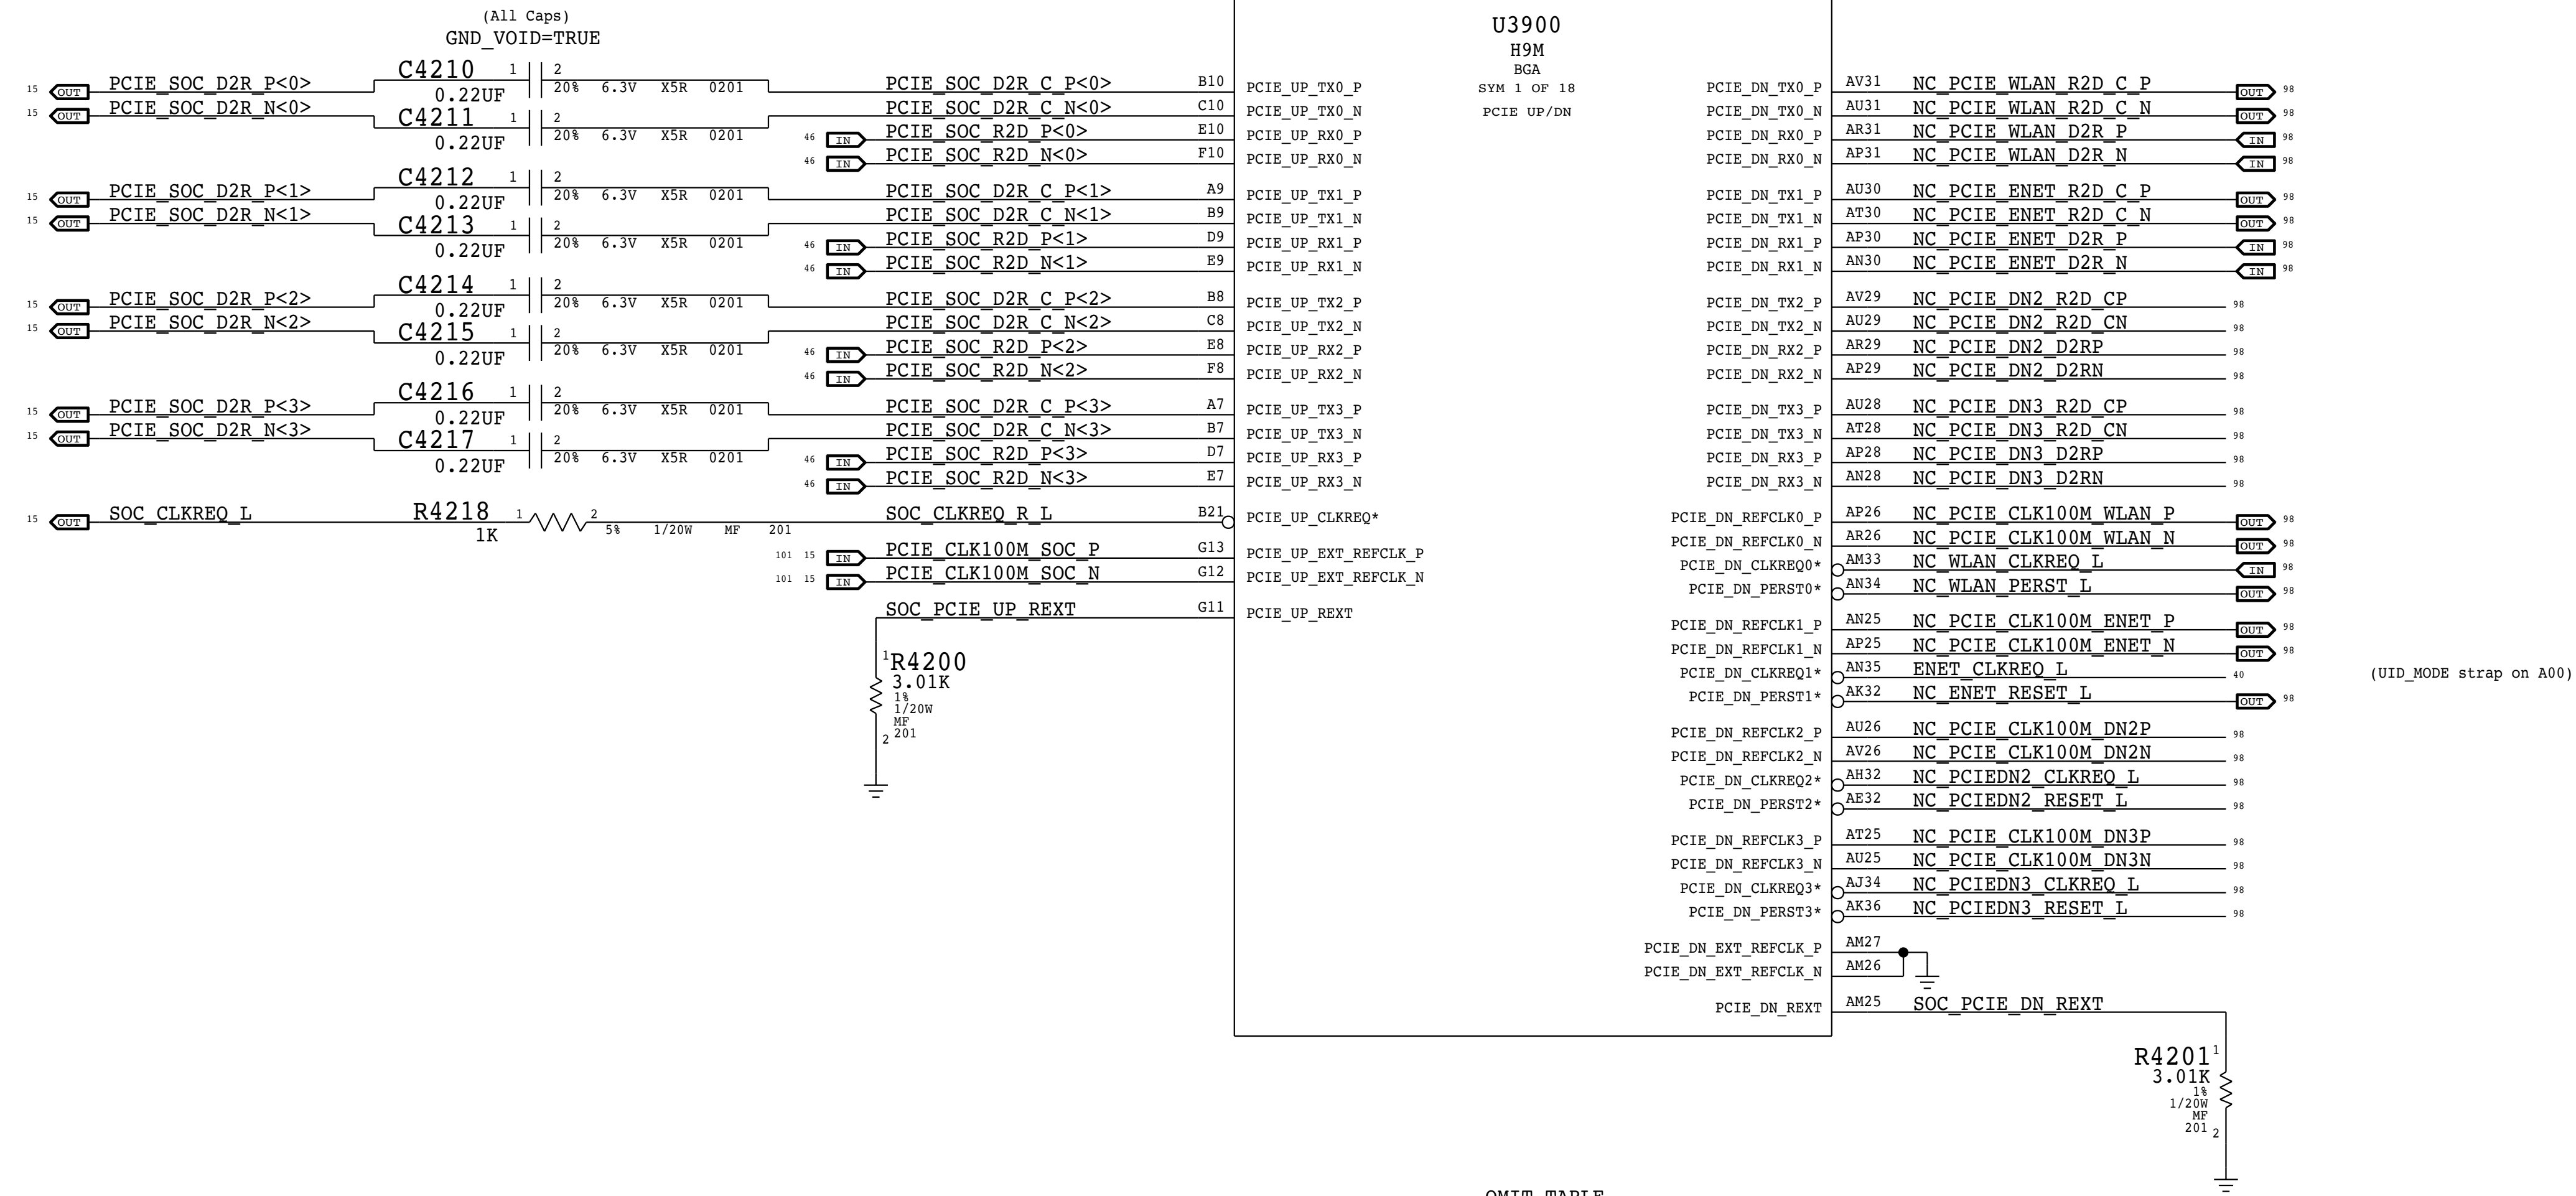 (All Caps)
GND_VOID=TRUE
U3900
H9M
BGA
SYM 1 OF 18
PCIE UP/DN
15 OUT PCIE_SOC_D2R_P<0> C4210 0.22UF 1 2 20% 6.3V X5R 0201 PCIE_SOC_D2R_C_P<0> B10 PCIE_UP_TX0_P
15 OUT PCIE_SOC_D2R_N<0> C4211 0.22UF 1 2 20% 6.3V X5R 0201 PCIE_SOC_D2R_C_N<0> C10 PCIE_UP_TX0_N
46 IN PCIE_SOC_R2D_P<0> E10 PCIE_UP_RX0_P
46 IN PCIE_SOC_R2D_N<0> F10 PCIE_UP_RX0_N
15 OUT PCIE_SOC_D2R_P<1> C4212 0.22UF 1 2 20% 6.3V X5R 0201 PCIE_SOC_D2R_C_P<1> A9 PCIE_UP_TX1_P
15 OUT PCIE_SOC_D2R_N<1> C4213 0.22UF 1 2 20% 6.3V X5R 0201 PCIE_SOC_D2R_C_N<1> B9 PCIE_UP_TX1_N
46 IN PCIE_SOC_R2D_P<1> D9 PCIE_UP_RX1_P
46 IN PCIE_SOC_R2D_N<1> E9 PCIE_UP_RX1_N
15 OUT PCIE_SOC_D2R_P<2> C4214 0.22UF 1 2 20% 6.3V X5R 0201 PCIE_SOC_D2R_C_P<2> B8 PCIE_UP_TX2_P
15 OUT PCIE_SOC_D2R_N<2> C4215 0.22UF 1 2 20% 6.3V X5R 0201 PCIE_SOC_D2R_C_N<2> C8 PCIE_UP_TX2_N
46 IN PCIE_SOC_R2D_P<2> E8 PCIE_UP_RX2_P
46 IN PCIE_SOC_R2D_N<2> F8 PCIE_UP_RX2_N
15 OUT PCIE_SOC_D2R_P<3> C4216 0.22UF 1 2 20% 6.3V X5R 0201 PCIE_SOC_D2R_C_P<3> A7 PCIE_UP_TX3_P
15 OUT PCIE_SOC_D2R_N<3> C4217 0.22UF 1 2 20% 6.3V X5R 0201 PCIE_SOC_D2R_C_N<3> B7 PCIE_UP_TX3_N
46 IN PCIE_SOC_R2D_P<3> D7 PCIE_UP_RX3_P
46 IN PCIE_SOC_R2D_N<3> E7 PCIE_UP_RX3_N
15 OUT SOC_CLKREQ_L R4218 1K 1 2 5% 1/20W MF 201 SOC_CLKREQ_R_L B21 PCIE_UP_CLKREQ*
101 15 IN PCIE_CLK100M_SOC_P G13 PCIE_UP_EXT_REFCLK_P
101 15 IN PCIE_CLK100M_SOC_N G12 PCIE_UP_EXT_REFCLK_N
SOC_PCIE_UP_REXT G11 PCIE_UP_REXT
1 R4200
3.01K
1%
1/20W
MF
201
2
PCIE_DN_TX0_P AV31 NC_PCIE_WLAN_R2D_C_P OUT 98
PCIE_DN_TX0_N AU31 NC_PCIE_WLAN_R2D_C_N OUT 98
PCIE_DN_RX0_P AR31 NC_PCIE_WLAN_D2R_P IN 98
PCIE_DN_RX0_N AP31 NC_PCIE_WLAN_D2R_N IN 98
PCIE_DN_TX1_P AU30 NC_PCIE_ENET_R2D_C_P OUT 98
PCIE_DN_TX1_N AT30 NC_PCIE_ENET_R2D_C_N OUT 98
PCIE_DN_RX1_P AP30 NC_PCIE_ENET_D2R_P IN 98
PCIE_DN_RX1_N AN30 NC_PCIE_ENET_D2R_N IN 98
PCIE_DN_TX2_P AV29 NC_PCIE_DN2_R2D_CP 98
PCIE_DN_TX2_N AU29 NC_PCIE_DN2_R2D_CN 98
PCIE_DN_RX2_P AR29 NC_PCIE_DN2_D2RP 98
PCIE_DN_RX2_N AP29 NC_PCIE_DN2_D2RN 98
PCIE_DN_TX3_P AU28 NC_PCIE_DN3_R2D_CP 98
PCIE_DN_TX3_N AT28 NC_PCIE_DN3_R2D_CN 98
PCIE_DN_RX3_P AP28 NC_PCIE_DN3_D2RP 98
PCIE_DN_RX3_N AN28 NC_PCIE_DN3_D2RN 98
PCIE_DN_REFCLK0_P AP26 NC_PCIE_CLK100M_WLAN_P OUT 98
PCIE_DN_REFCLK0_N AR26 NC_PCIE_CLK100M_WLAN_N OUT 98
PCIE_DN_CLKREQ0* AM33 NC_WLAN_CLKREQ_L IN 98
PCIE_DN_PERST0* AN34 NC_WLAN_PERST_L OUT 98
PCIE_DN_REFCLK1_P AN25 NC_PCIE_CLK100M_ENET_P OUT 98
PCIE_DN_REFCLK1_N AP25 NC_PCIE_CLK100M_ENET_N OUT 98
PCIE_DN_CLKREQ1* AN35 ENET_CLKREQ_L 40 (UID_MODE strap on A00)
PCIE_DN_PERST1* AK32 NC_ENET_RESET_L OUT 98
PCIE_DN_REFCLK2_P AU26 NC_PCIE_CLK100M_DN2P 98
PCIE_DN_REFCLK2_N AV26 NC_PCIE_CLK100M_DN2N 98
PCIE_DN_CLKREQ2* AH32 NC_PCIEDN2_CLKREQ_L 98
PCIE_DN_PERST2* AE32 NC_PCIEDN2_RESET_L 98
PCIE_DN_REFCLK3_P AT25 NC_PCIE_CLK100M_DN3P 98
PCIE_DN_REFCLK3_N AU25 NC_PCIE_CLK100M_DN3N 98
PCIE_DN_CLKREQ3* AJ34 NC_PCIEDN3_CLKREQ_L 98
PCIE_DN_PERST3* AK36 NC_PCIEDN3_RESET_L 98
PCIE_DN_EXT_REFCLK_P AM27
PCIE_DN_EXT_REFCLK_N AM26
PCIE_DN_REXT AM25 SOC_PCIE_DN_REXT
R4201 1
3.01K
1%
1/20W
MF
201 2
OMIT TABLE